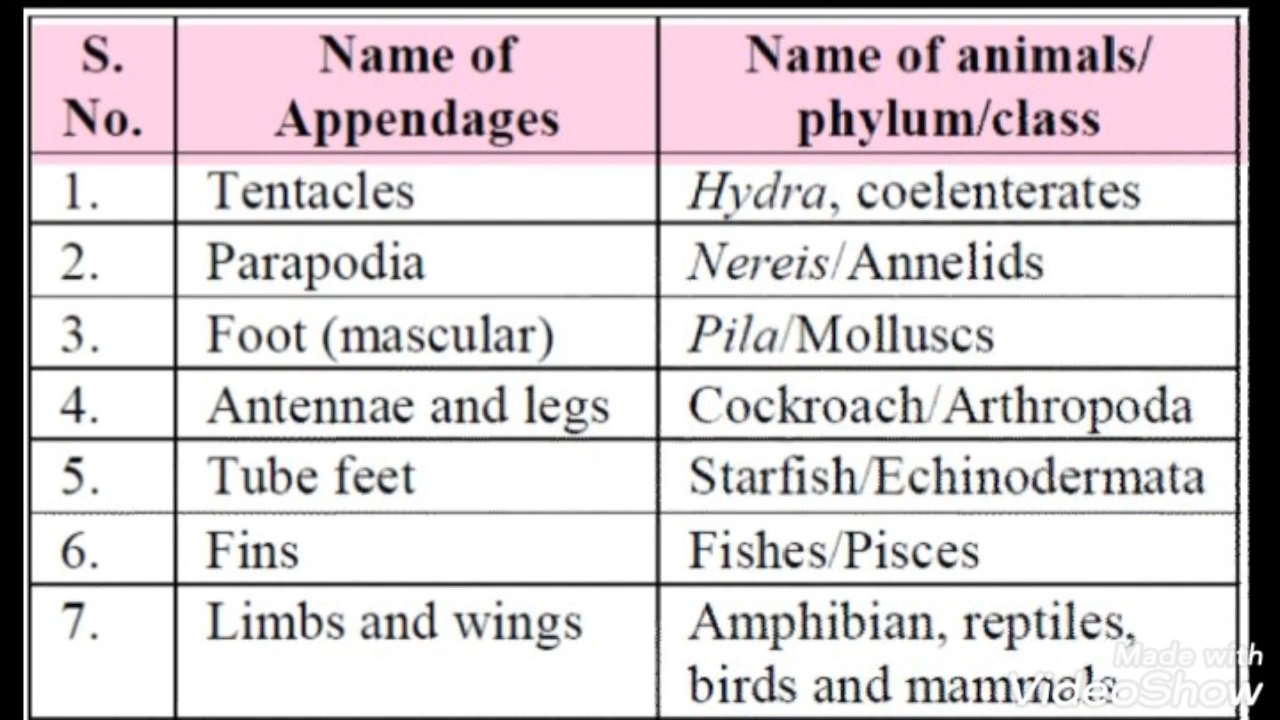 S. No. Name of Appendages Name of animals/ phylum/class
1. Tentacles Hydra, coelenterates
2. Parapodia Nereis/Annelids
3. Foot (mascular) Pila/Molluscs
4. Antennae and legs Cockroach/Arthropoda
5. Tube feet Starfish/Echinodermata
6. Fins Fishes/Pisces
7. Limbs and wings Amphibian, reptiles,
birds and mammals
Made with
VideoShow